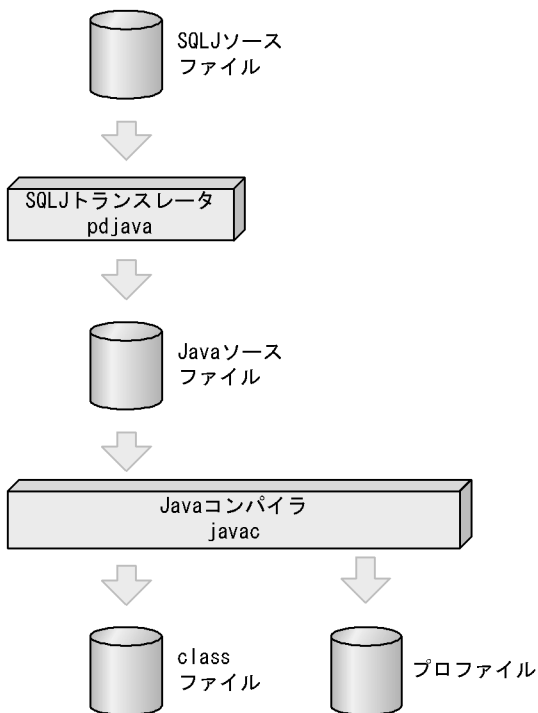 SQLJソース
ファイル
SQLJトランスレータ
pdjava
Javaソース
ファイル
Javaコンパイラ
javac
class
ファイル
プロファイル